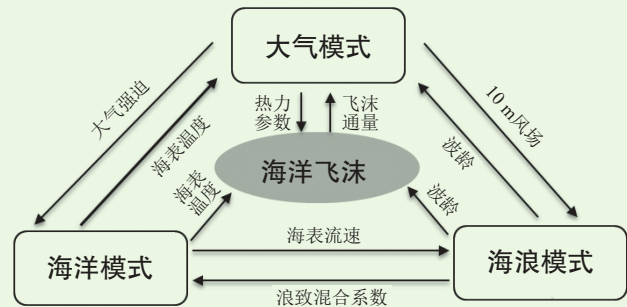 大气模式
大气强迫
海表温度
热力
参数
飞沫
通量
10 m风场
波龄
海洋飞沫
海表
温度
波龄
海洋模式
海表流速
海浪模式
浪致混合系数